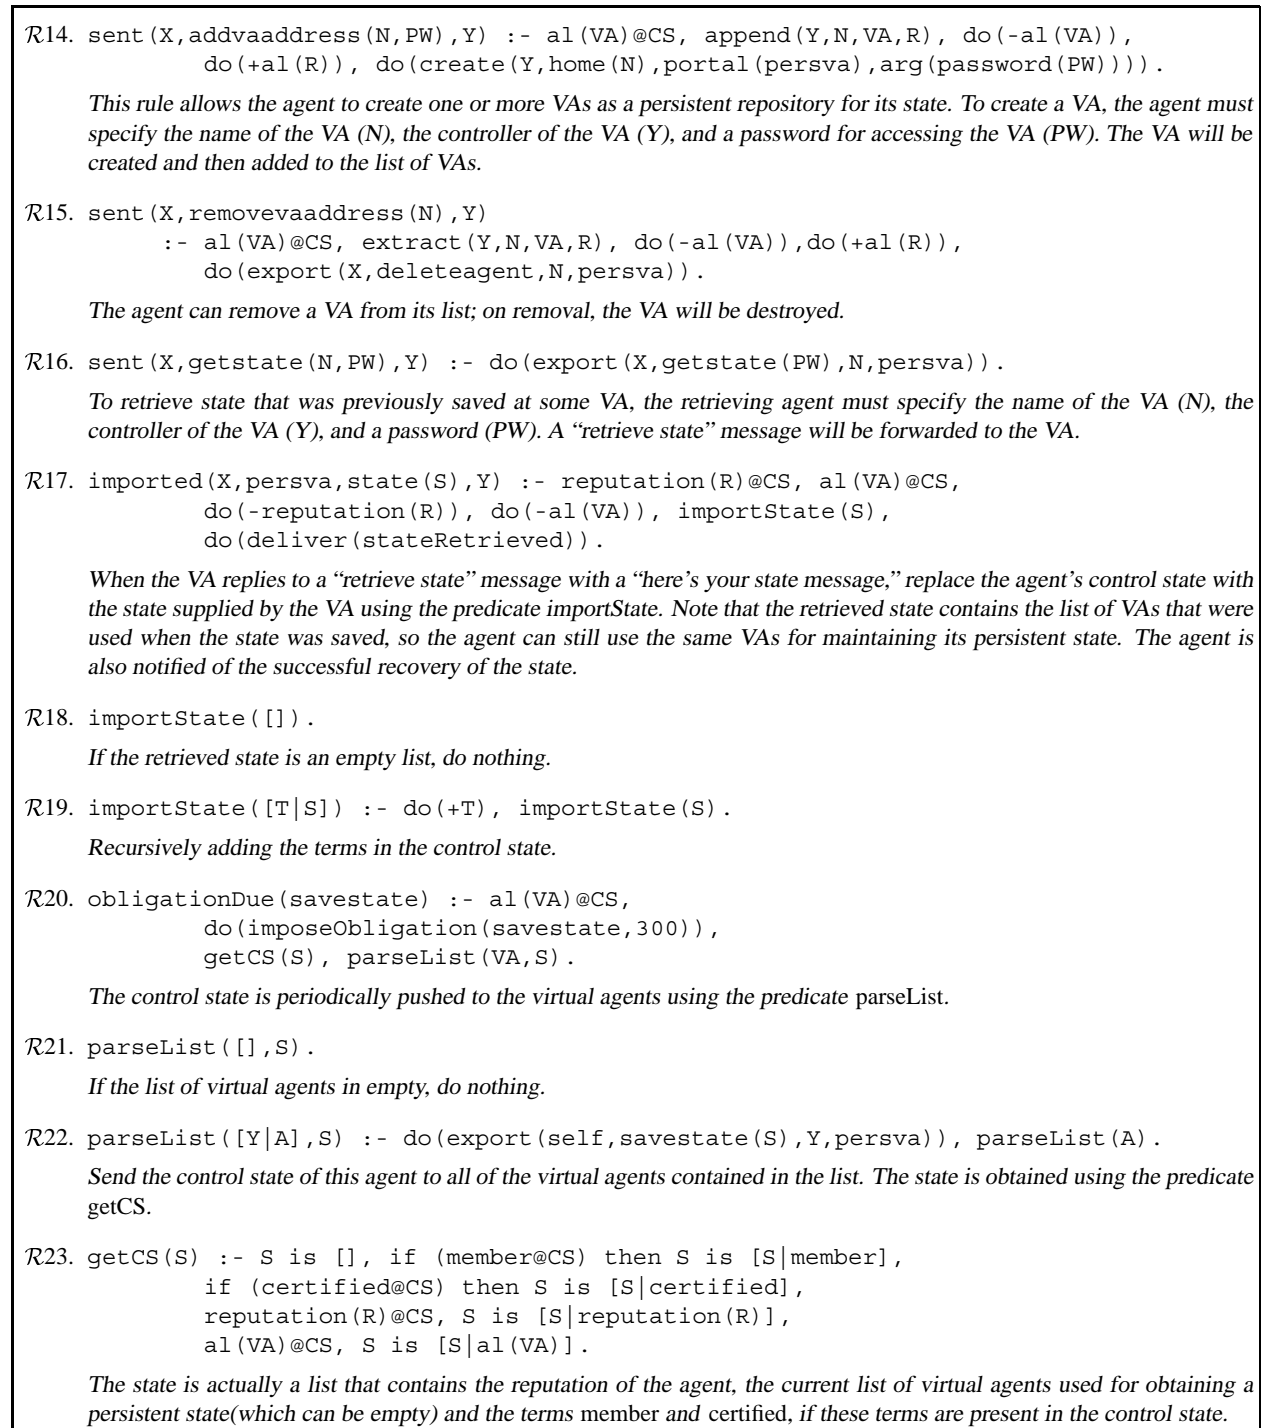 R14. sent(X,addvaaddress(N,PW),Y) :- al(VA)@CS, append(Y,N,VA,R), do(-al(VA)),
do(+al(R)), do(create(Y,home(N),portal(persva),arg(password(PW)))).
This rule allows the agent to create one or more VAs as a persistent repository for its state. To create a VA, the agent must
specify the name of the VA (N), the controller of the VA (Y), and a password for accessing the VA (PW). The VA will be
created and then added to the list of VAs.
R15. sent(X,removevaaddress(N),Y)
:- al(VA)@CS, extract(Y,N,VA,R), do(-al(VA)),do(+al(R)),
do(export(X,deleteagent,N,persva)).
The agent can remove a VA from its list; on removal, the VA will be destroyed.
R16. sent(X,getstate(N,PW),Y) :- do(export(X,getstate(PW),N,persva)).
To retrieve state that was previously saved at some VA, the retrieving agent must specify the name of the VA (N), the
controller of the VA (Y), and a password (PW). A “retrieve state” message will be forwarded to the VA.
R17. imported(X,persva,state(S),Y) :- reputation(R)@CS, al(VA)@CS,
do(-reputation(R)), do(-al(VA)), importState(S),
do(deliver(stateRetrieved)).
When the VA replies to a “retrieve state” message with a “here’s your state message,” replace the agent’s control state with
the state supplied by the VA using the predicate importState. Note that the retrieved state contains the list of VAs that were
used when the state was saved, so the agent can still use the same VAs for maintaining its persistent state. The agent is
also notified of the successful recovery of the state.
R18. importState([]).
If the retrieved state is an empty list, do nothing.
R19. importState([T|S]) :- do(+T), importState(S).
Recursively adding the terms in the control state.
R20. obligationDue(savestate) :- al(VA)@CS,
do(imposeObligation(savestate,300)),
getCS(S), parseList(VA,S).
The control state is periodically pushed to the virtual agents using the predicate parseList.
R21. parseList([],S).
If the list of virtual agents in empty, do nothing.
R22. parseList([Y|A],S) :- do(export(self,savestate(S),Y,persva)), parseList(A).
Send the control state of this agent to all of the virtual agents contained in the list. The state is obtained using the predicate
getCS.
R23. getCS(S) :- S is [], if (member@CS) then S is [S|member],
if (certified@CS) then S is [S|certified],
reputation(R)@CS, S is [S|reputation(R)],
al(VA)@CS, S is [S|al(VA)].
The state is actually a list that contains the reputation of the agent, the current list of virtual agents used for obtaining a
persistent state(which can be empty) and the terms member and certified, if these terms are present in the control state.